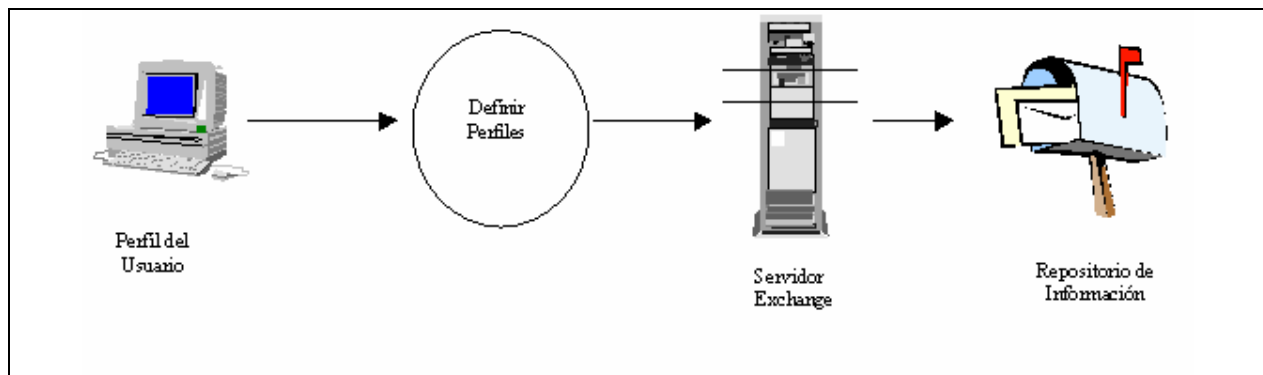 Perfil del
Usuario
Definir
Perfiles
Servidor
Exchange
Repositorio de
Información